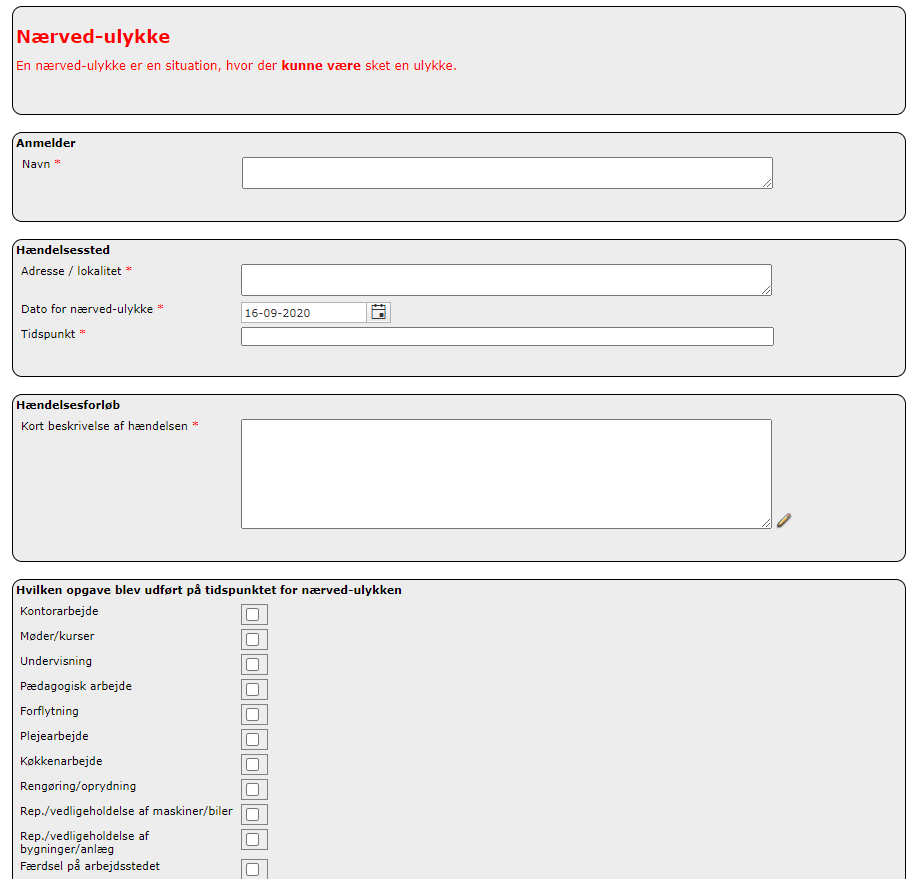 Nærved-ulykke
En nærved-ulykke er en situation, hvor der kunne være sket en ulykke.
Anmelder
Navn *
Hændelsessted
Adresse / lokalitet *
Dato for nærved-ulykke *
16-09-2020
Tidspunkt *
Hændelsesforløb
Kort beskrivelse af hændelsen *
Hvilken opgave blev udført på tidspunktet for nærved-ulykken
Kontorarbejde
Møder/kurser
Undervisning
Pædagogisk arbejde
Forflytning
Plejearbejde
Køkkenarbejde
Rengøring/oprydning
Rep./vedligeholdelse af maskiner/biler
Rep./vedligeholdelse af
bygninger/anlæg
Færdsel på arbejdsstedet